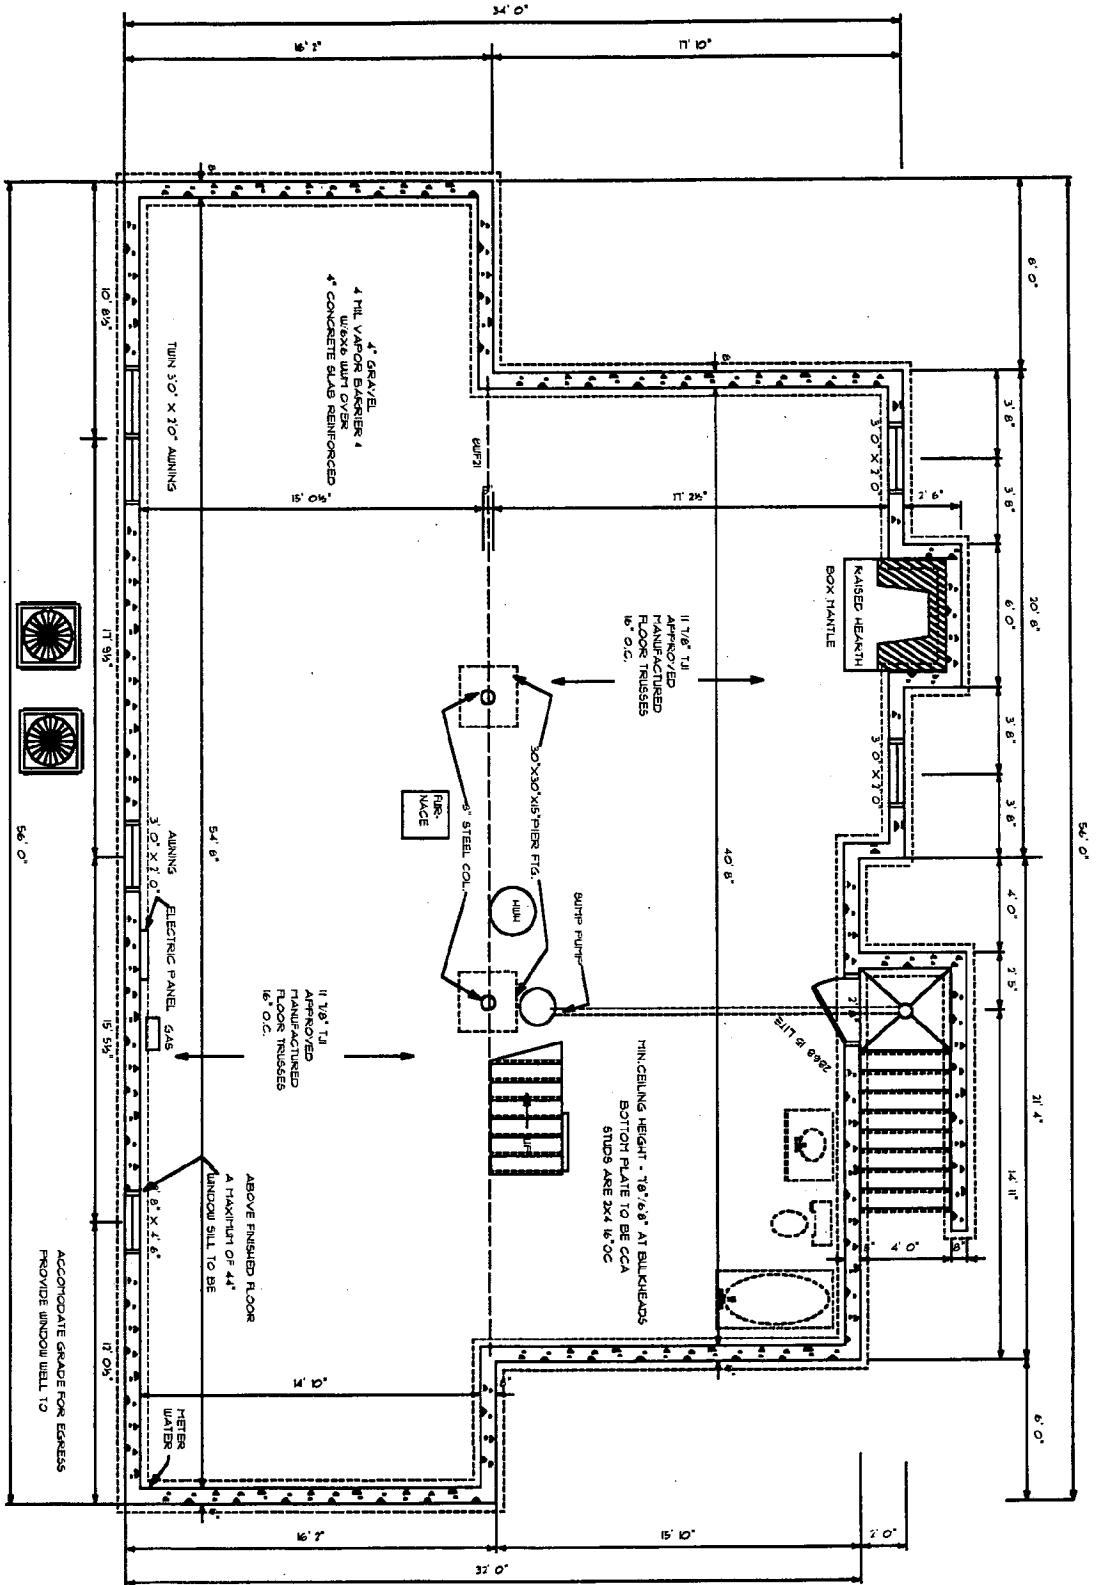 34' 0"
16' 2"
17' 10"
56' 0"
8' 0"
20' 8"
21' 4"
6' 0"
3' 8"
3' 8"
6' 0"
3' 8"
3' 8"
4' 0"
2' 5"
14' 11"
2' 6"
3' 0" X 2' 0"
3' 0" X 2' 0"
RAISED HEARTH
BOX MANTLE
11 7/8" TJI
APPROVED
MANUFACTURED
FLOOR TRUSSES
16" O.C.
17' 2½"
15' 0½"
8WF21
4" CONCRETE SLAB REINFORCED
W/6X6 WWM OVER
4 MIL VAPOR BARRIER 4
4" GRAVEL
TWIN 3'0" X 2'0" AWNING
30"X30"X15"PIER FTG.
3" STEEL COL.
FUR-
NACE
HWH
SUMP PUMP
40' 8"
54' 8"
2868 15 LITE
UP
MIN. CEILING HEIGHT - 7'8"/6'8" AT BULKHEADS
BOTTOM PLATE TO BE CCA
STUDS ARE 2X4 16"OC
4' 0"
8"
11 7/8" TJI
APPROVED
MANUFACTURED
FLOOR TRUSSES
16" O.C.
AWNING
3' 0" X 2' 0"
ELECTRIC PANEL
GAS
WINDOW SILL TO BE
A MAXIMUM OF 44"
ABOVE FINISHED FLOOR
14' 10"
WATER
METER
10' 8½"
17' 9½"
15' 5½"
12' 0½"
56' 0"
PROVIDE WINDOW WELL TO
ACCOMODATE GRADE FOR EGRESS
16' 2"
15' 10"
2' 0"
32' 0"